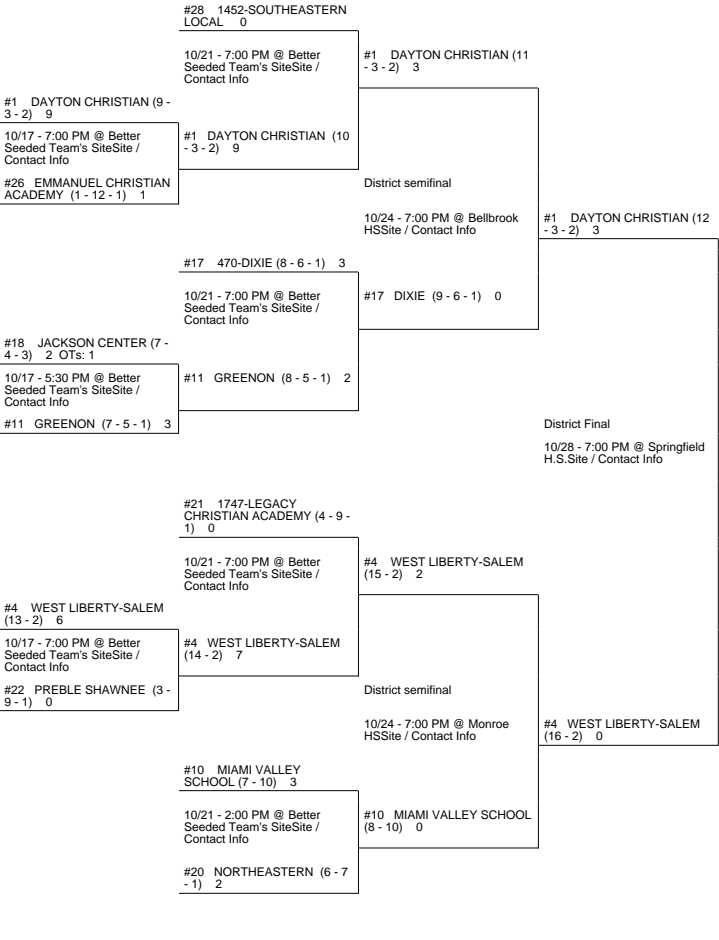 #28 1452-SOUTHEASTERN
LOCAL 0
10/21 - 7:00 PM @ Better
Seeded Team's SiteSite /
Contact Info
#1 DAYTON CHRISTIAN (11
- 3 - 2) 3
#1 DAYTON CHRISTIAN (9 -
3 - 2) 9
10/17 - 7:00 PM @ Better
Seeded Team's SiteSite /
Contact Info
#1 DAYTON CHRISTIAN (10
- 3 - 2) 9
#26 EMMANUEL CHRISTIAN
ACADEMY (1 - 12 - 1) 1
District semifinal
10/24 - 7:00 PM @ Bellbrook
HSSite / Contact Info
#1 DAYTON CHRISTIAN (12
- 3 - 2) 3
#17 470-DIXIE (8 - 6 - 1) 3
10/21 - 7:00 PM @ Better
Seeded Team's SiteSite /
Contact Info
#17 DIXIE (9 - 6 - 1) 0
#18 JACKSON CENTER (7 -
4 - 3) 2 OTs: 1
10/17 - 5:30 PM @ Better
Seeded Team's SiteSite /
Contact Info
#11 GREENON (8 - 5 - 1) 2
#11 GREENON (7 - 5 - 1) 3
District Final
10/28 - 7:00 PM @ Springfield
H.S.Site / Contact Info
#21 1747-LEGACY
CHRISTIAN ACADEMY (4 - 9 -
1) 0
10/21 - 7:00 PM @ Better
Seeded Team's SiteSite /
Contact Info
#4 WEST LIBERTY-SALEM
(15 - 2) 2
#4 WEST LIBERTY-SALEM
(13 - 2) 6
10/17 - 7:00 PM @ Better
Seeded Team's SiteSite /
Contact Info
#4 WEST LIBERTY-SALEM
(14 - 2) 7
#22 PREBLE SHAWNEE (3 -
9 - 1) 0
District semifinal
10/24 - 7:00 PM @ Monroe
HSSite / Contact Info
#4 WEST LIBERTY-SALEM
(16 - 2) 0
#10 MIAMI VALLEY
SCHOOL (7 - 10) 3
10/21 - 2:00 PM @ Better
Seeded Team's SiteSite /
Contact Info
#10 MIAMI VALLEY SCHOOL
(8 - 10) 0
#20 NORTHEASTERN (6 - 7
- 1) 2